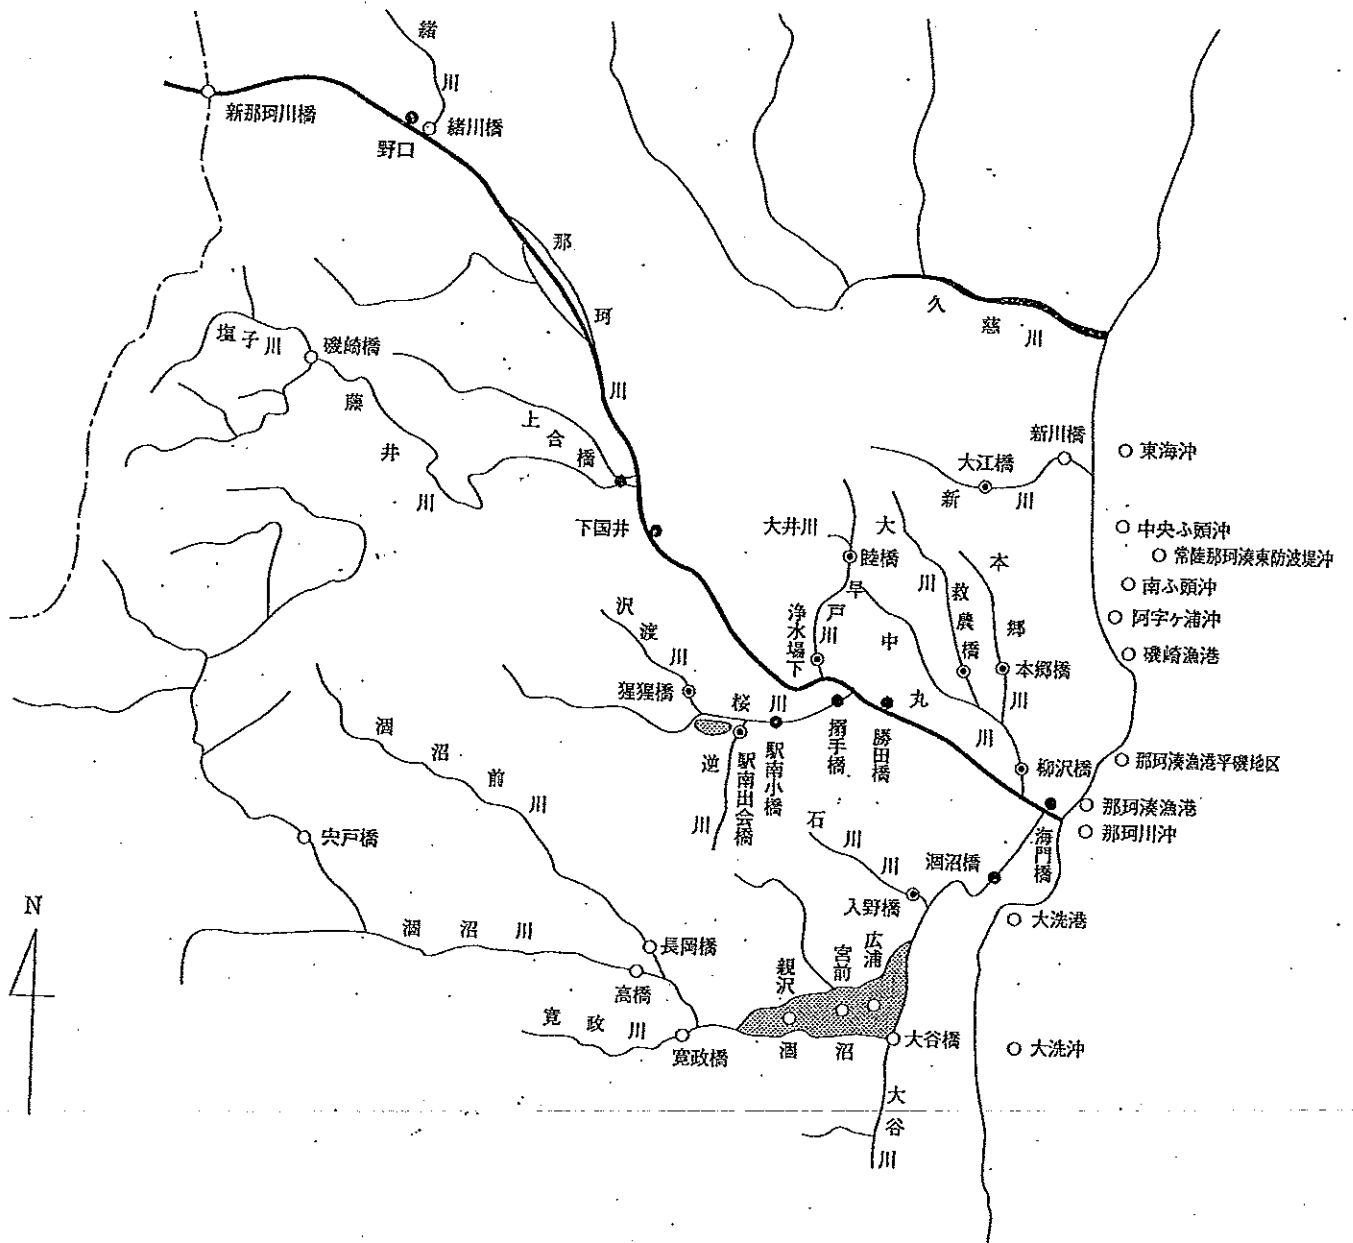 緒川
新那珂川橋
緒川橋
野口
那珂川
久慈川
塩子川
磯崎橋
藤井川
上合橋
下国井
新川橋
大江橋
新川
東海沖
中央ふ頭沖
常陸那珂湊東防波堤沖
南ふ頭沖
阿字ヶ浦沖
磯崎漁港
大井川
睦橋
早戸川
浄水場下
大川
救農橋
本郷川
本郷橋
中丸川
沢渡川
猩猩橋
桜川
逆川
駅南出会橋
駅南小橋
搦手橋
勝田橋
柳沢橋
那珂湊漁港平磯地区
那珂湊漁港
那珂川沖
海門橋
涸沼前川
宍戸橋
石川川
涸沼橋
入野橋
大洗港
N
涸沼川
長岡橋
高橋
親沢
宮前
広浦
寛政川
寛政橋
涸沼
大谷橋
大洗沖
大谷川